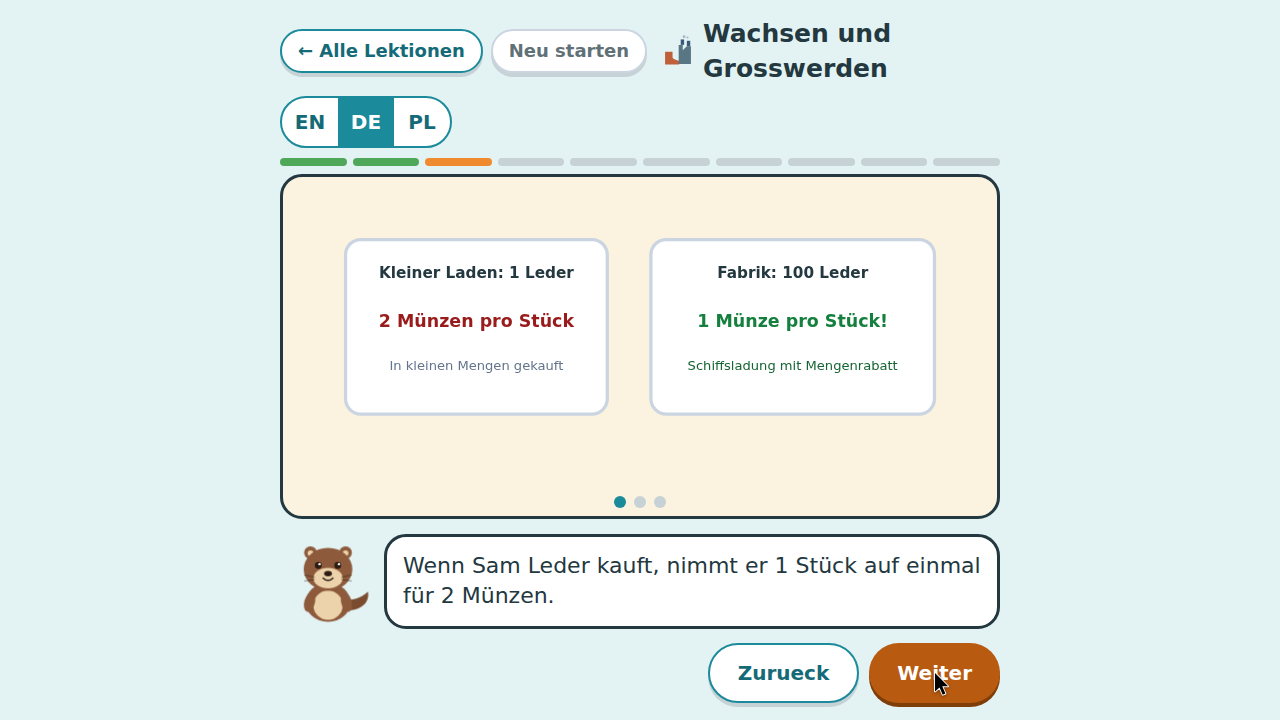 ← Alle Lektionen
Neu starten
Wachsen und
Grosswerden
EN DE PL
Kleiner Laden: 1 Leder
2 Münzen pro Stück
In kleinen Mengen gekauft
Fabrik: 100 Leder
1 Münze pro Stück!
Schiffsladung mit Mengenrabatt
Wenn Sam Leder kauft, nimmt er 1 Stück auf einmal
für 2 Münzen.
Zurueck
Weiter